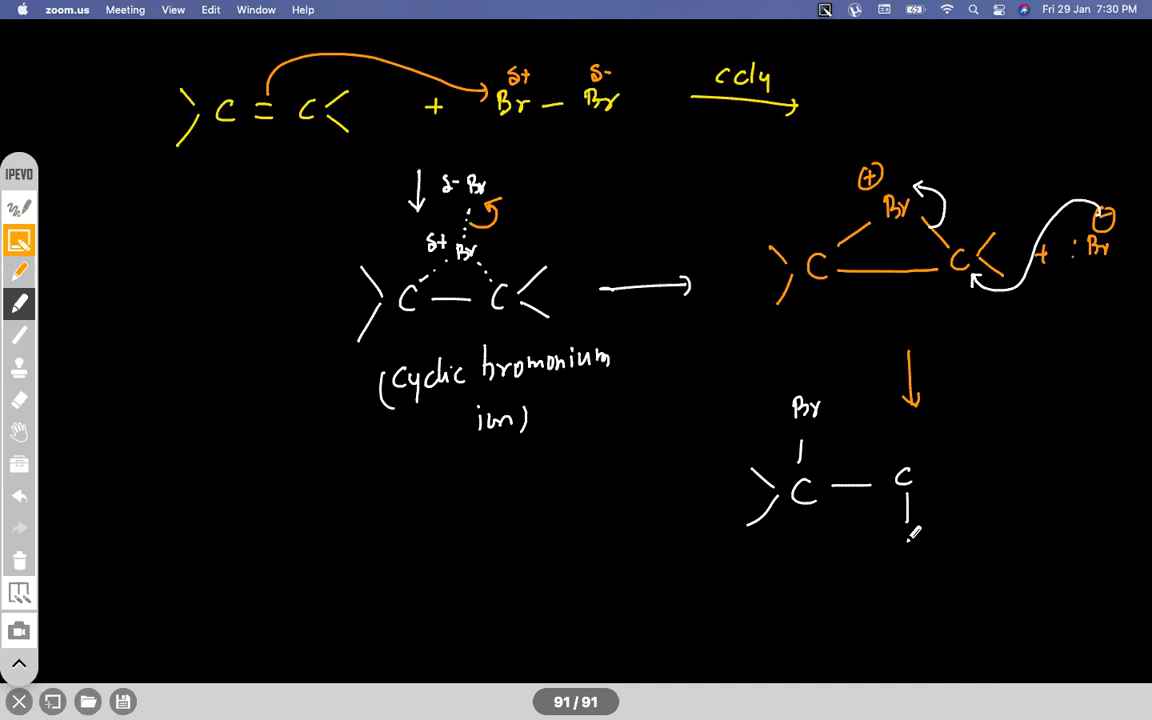 zoom.us Meeting View Edit Window Help Fri 29 Jan 7:30 PM
δ+ δ-
C = C + Br — Br CCl4
IPEVO
δ- Br
δ+ Br
C — C
(cyclic bromonium
ion)
+
Br
C C + : Br -
Br
C — C
91/91